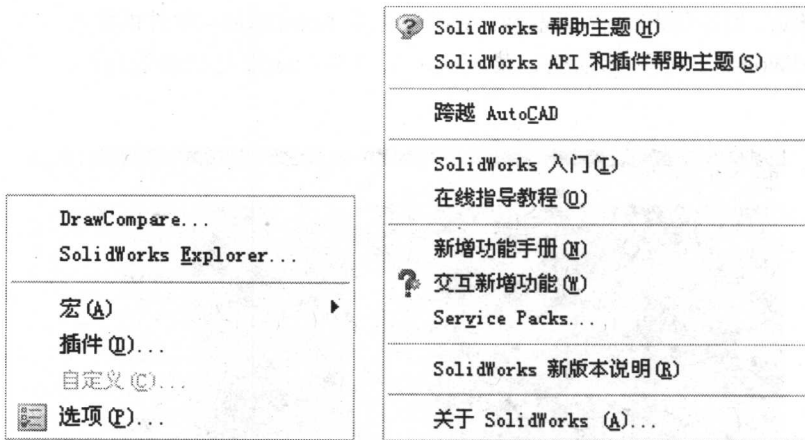 DrawCompare...
SolidWorks Explorer...
宏(A)
插件(D)...
自定义(C)...
选项(P)...
SolidWorks 帮助主题(H)
SolidWorks API 和插件帮助主题(S)
跨越 AutoCAD
SolidWorks 入门(I)
在线指导教程(O)
新增功能手册(N)
交互新增功能(W)
Service Packs...
SolidWorks 新版本说明(R)
关于 SolidWorks (A)...